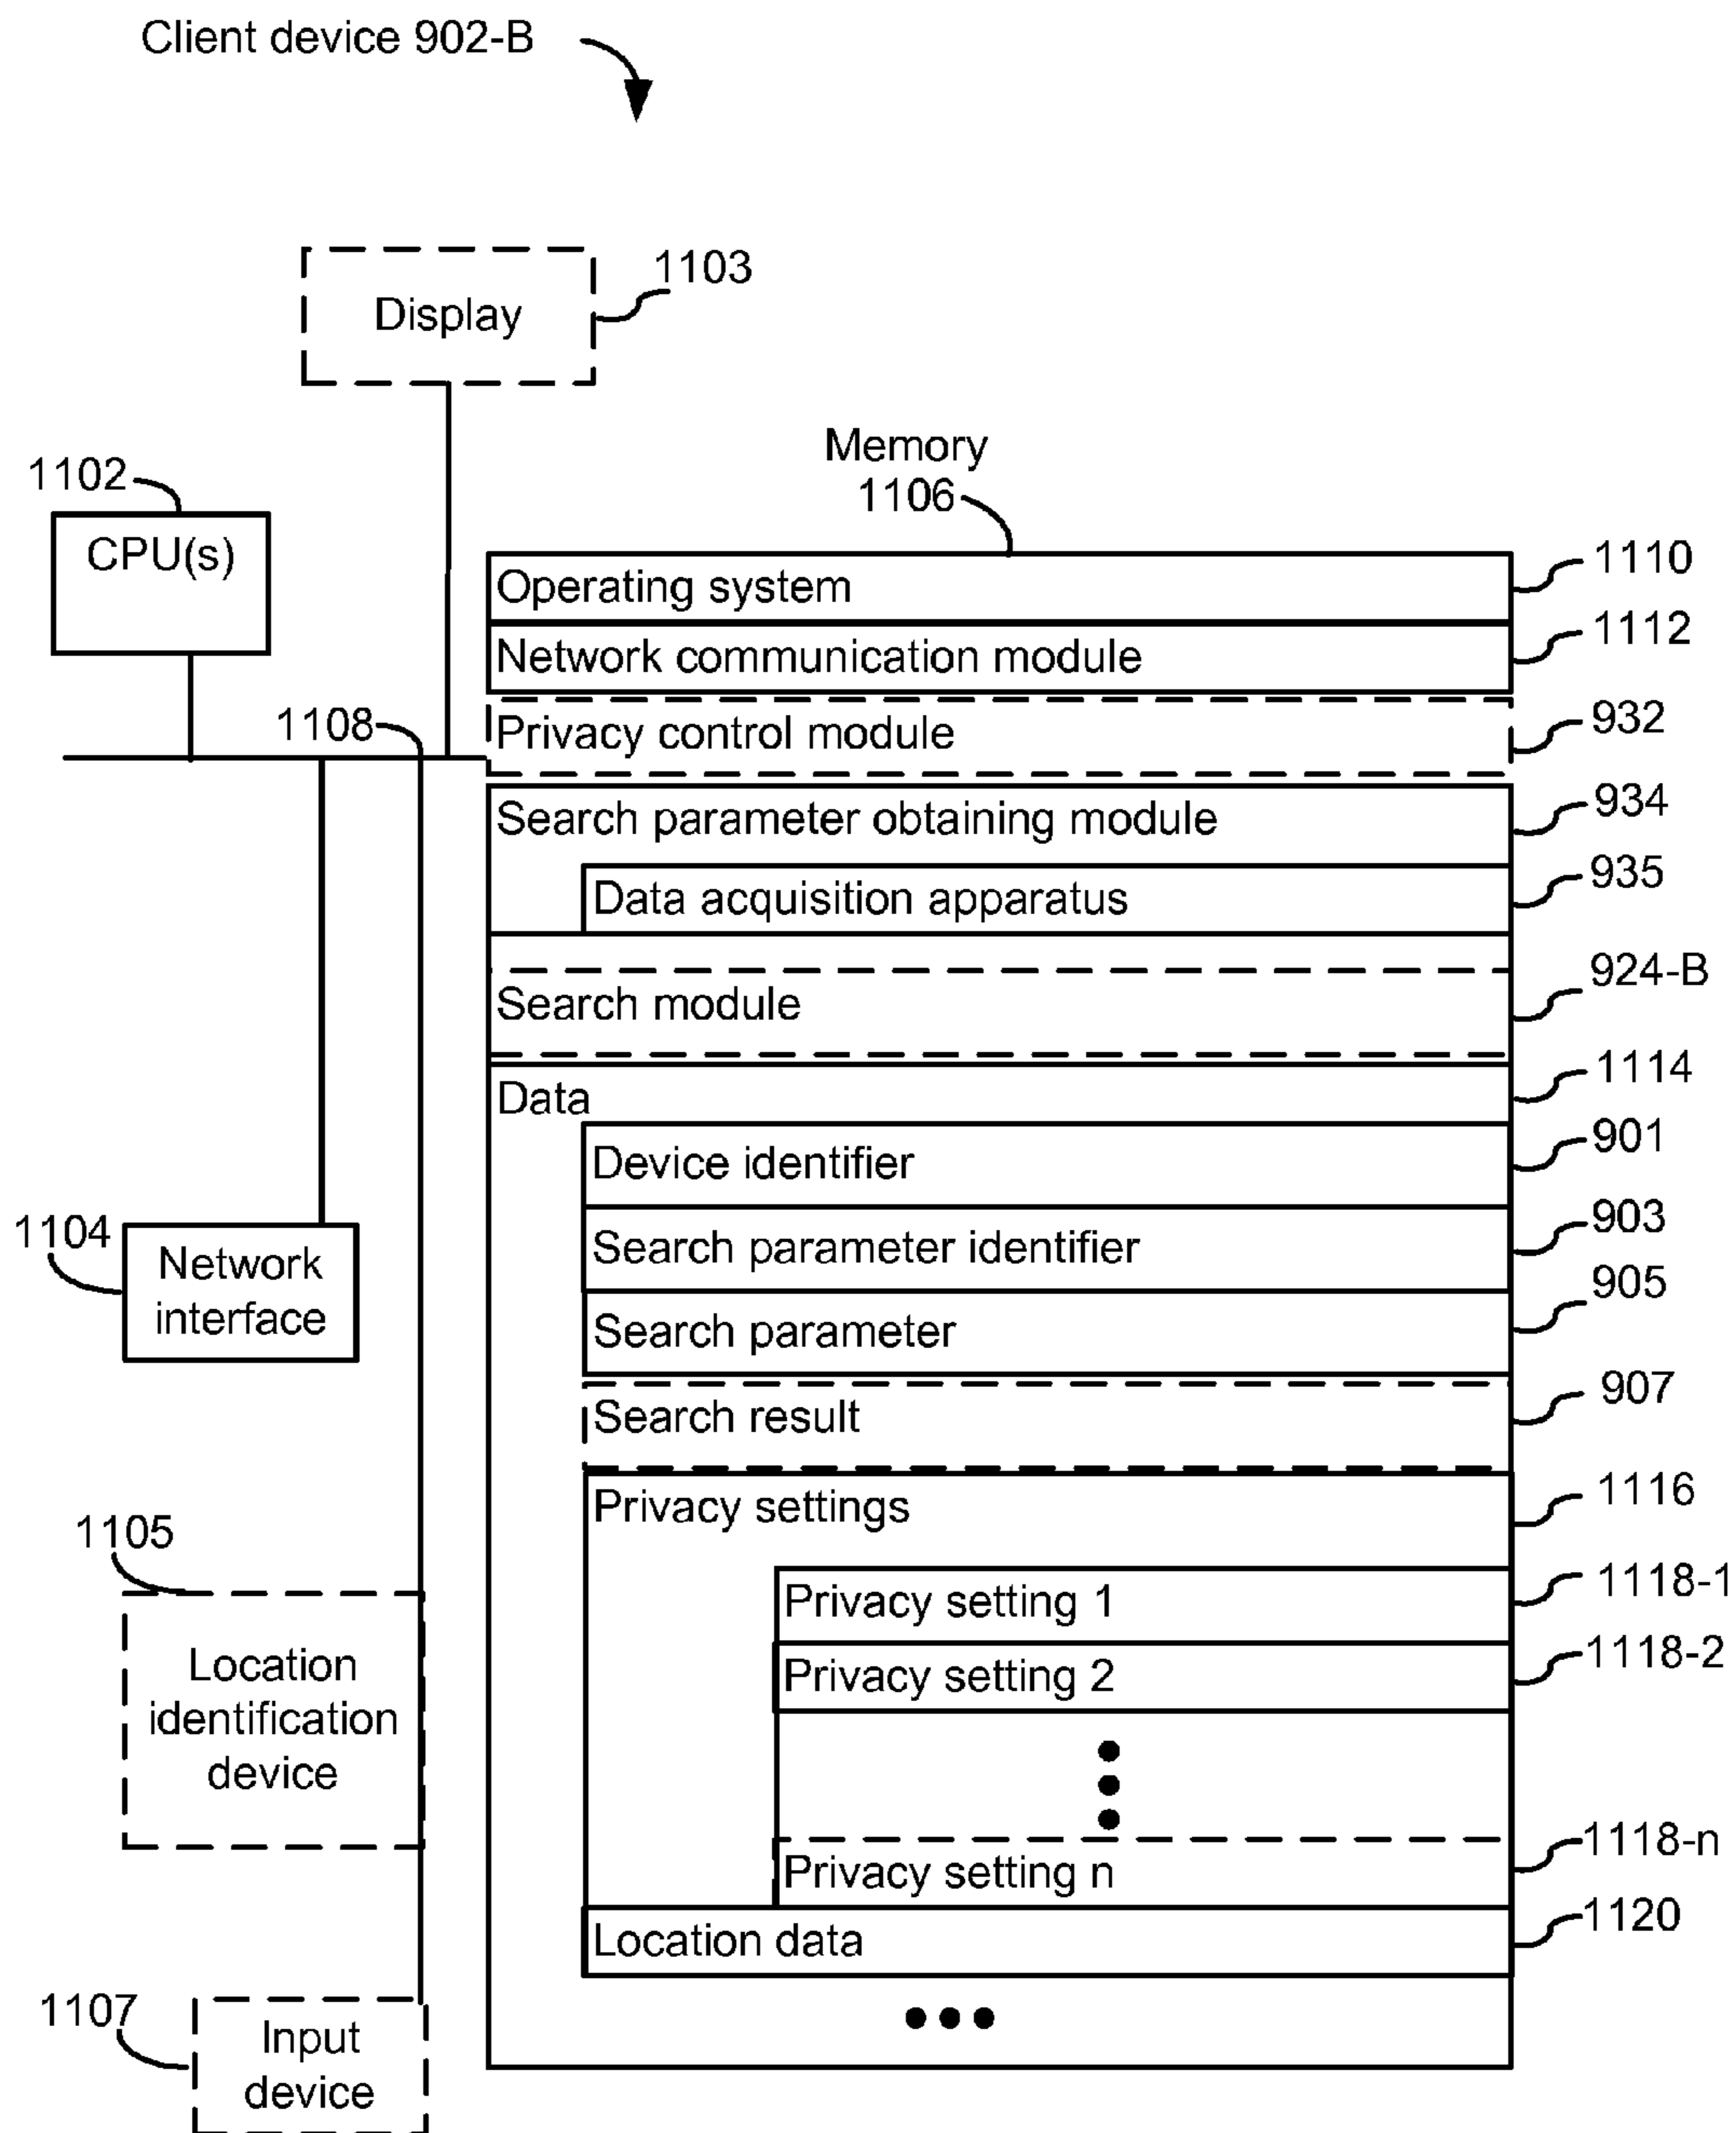 Client device 902-B
Display
1103
Memory
1106
1102
CPU(s)
Operating system
1110
Network communication module
1112
1108
Privacy control module
932
Search parameter obtaining module
934
Data acquisition apparatus
935
Search module
924-B
Data
1114
Device identifier
901
1104
Network
interface
Search parameter identifier
903
Search parameter
905
Search result
907
Privacy settings
1116
1105
Location
identification
device
Privacy setting 1
1118-1
Privacy setting 2
1118-2
Privacy setting n
1118-n
Location data
1120
1107
Input
device